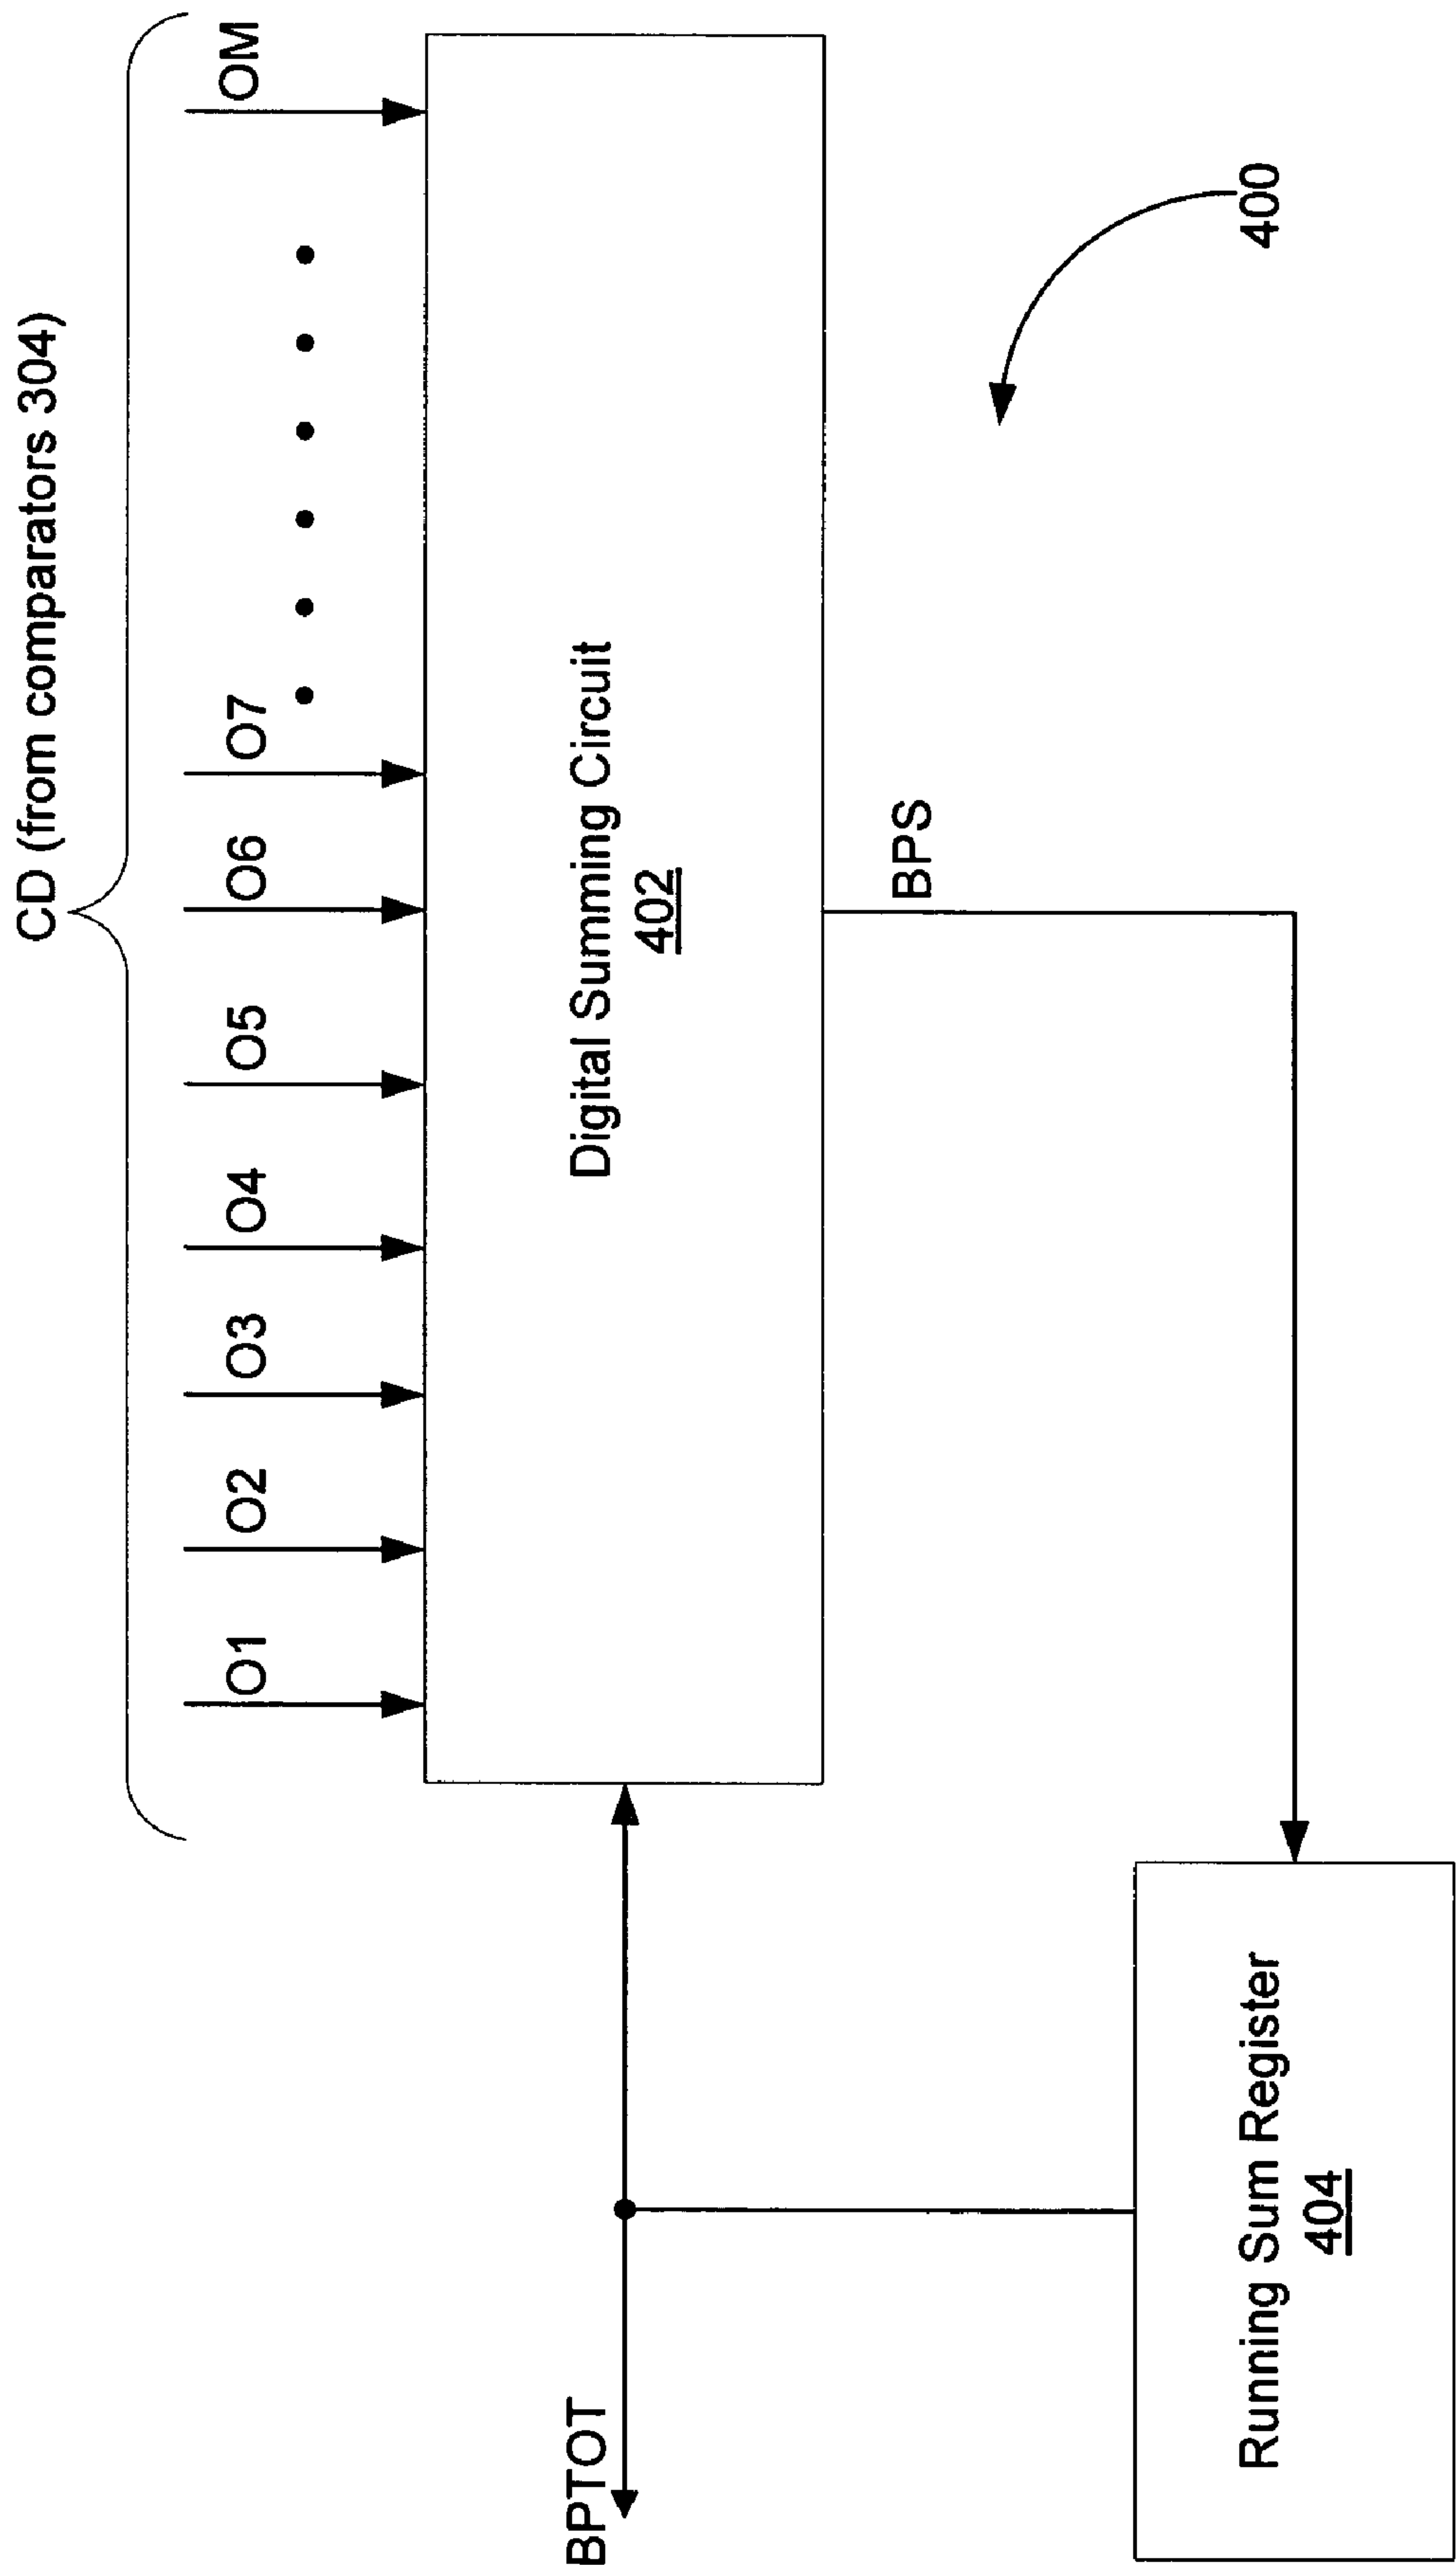 CD (from comparators 304)
O1
O2
O3
O4
O5
O6
O7
OM
Digital Summing Circuit
402
BPTOT
BPS
Running Sum Register
404
400